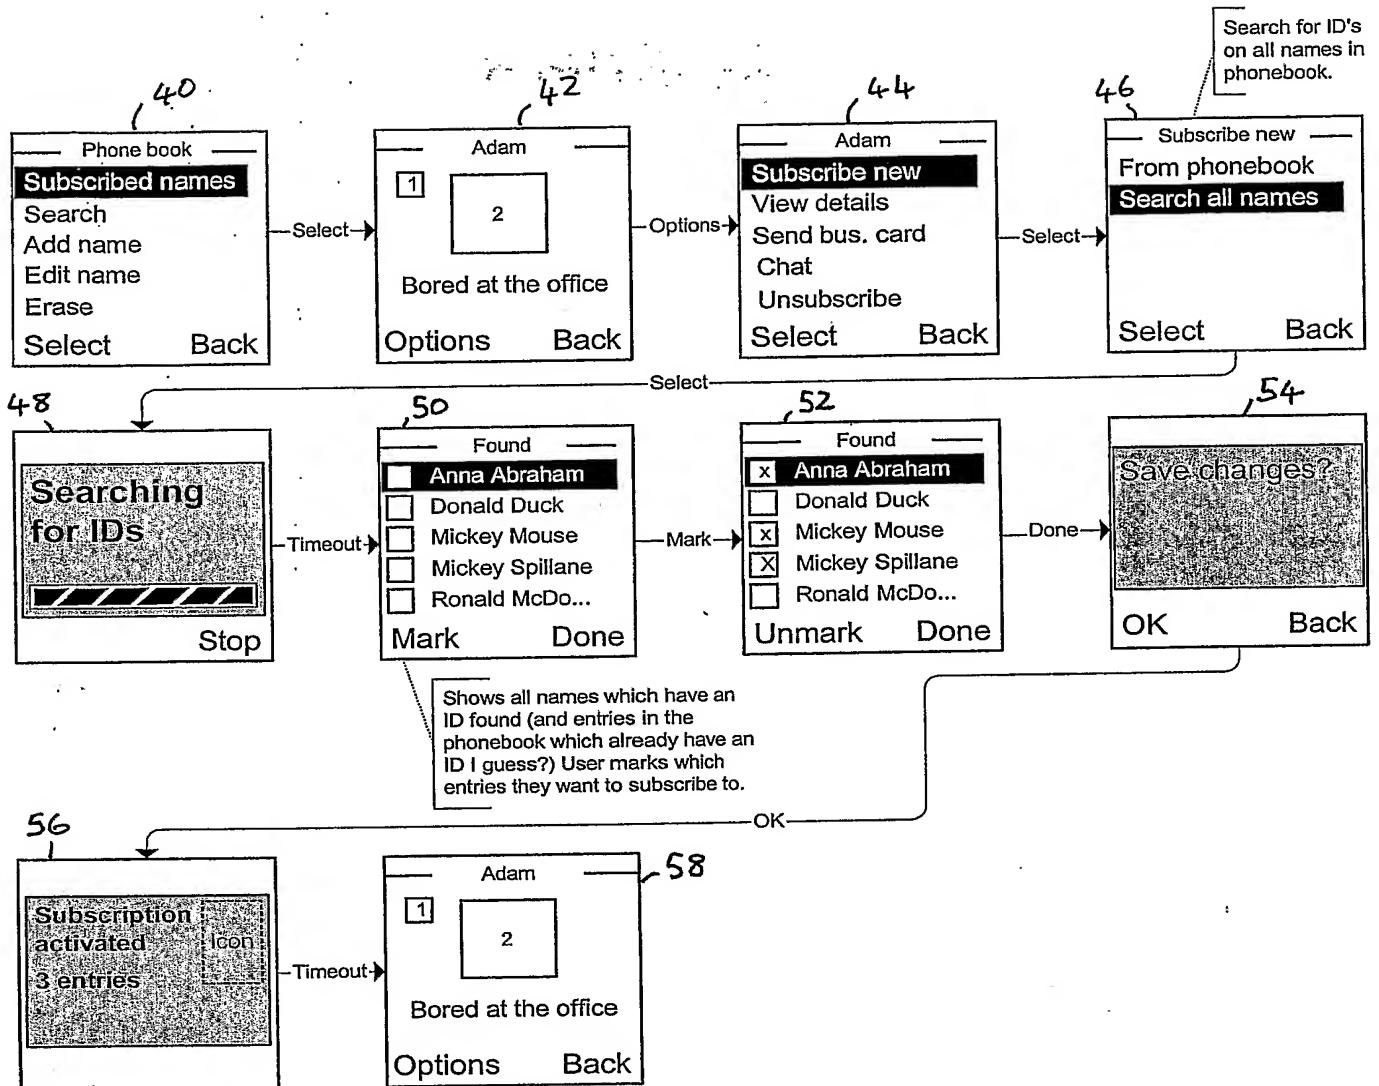 Search for ID's
on all names in
phonebook.
40
42
44
46
Phone book
Subscribed names
Search
Add name
Edit name
Erase
Select Back
Select
Adam
1
2
Bored at the office
Options Back
Options
Adam
Subscribe new
View details
Send bus. card
Chat
Unsubscribe
Select Back
Select
Subscribe new
From phonebook
Search all names
Select Back
Select
48
50
52
54
Searching
for IDs
Stop
Timeout
Found
Anna Abraham
Donald Duck
Mickey Mouse
Mickey Spillane
Ronald McDo...
Mark Done
Mark
Found
x Anna Abraham
Donald Duck
x Mickey Mouse
x Mickey Spillane
Ronald McDo...
Unmark Done
Done
Save changes?
OK Back
Shows all names which have an
ID found (and entries in the
phonebook which already have an
ID I guess?) User marks which
entries they want to subscribe to.
OK
56
58
Subscription
activated
3 entries
Icon
Timeout
Adam
1
2
Bored at the office
Options Back